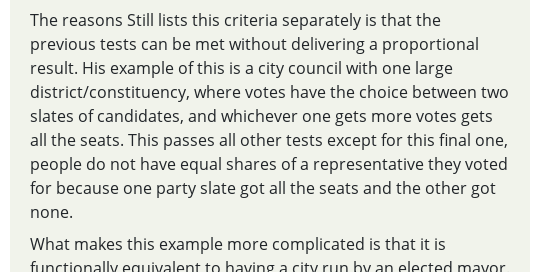 The reasons Still lists this criteria separately is that the
previous tests can be met without delivering a proportional
result. His example of this is a city council with one large
district/constituency, where votes have the choice between two
slates of candidates, and whichever one gets more votes gets
all the seats. This passes all other tests except for this final one,
people do not have equal shares of a representative they voted
for because one party slate got all the seats and the other got
none.
What makes this example more complicated is that it is
functionally equivalent to having a city run by an elected mayor